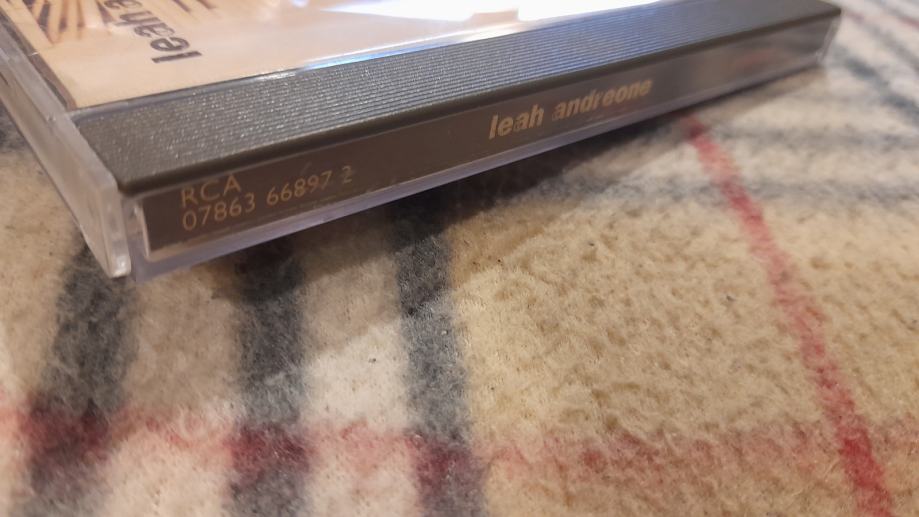 leah a
RCA
07863 66897 2
leah andreone